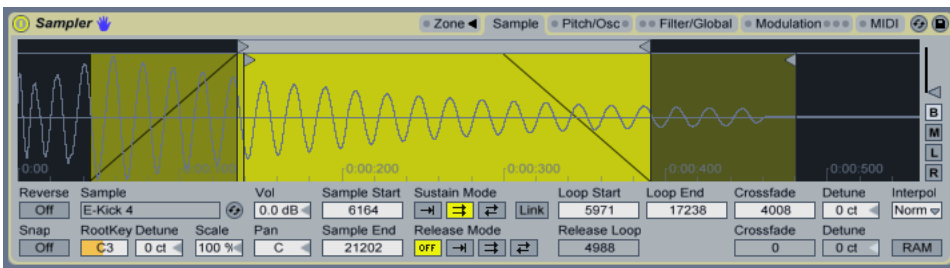 Sampler Zone Sample Pitch/Osc Filter/Global Modulation MIDI
B
M
L
R
0:00 0:00:100 0:00:200 0:00:300 0:00:400 0:00:500
Reverse Sample Vol Sample Start Sustain Mode Loop Start Loop End Crossfade Detune Interpol
Off E-Kick 4 0.0 dB 6164 Link 5971 17238 4008 0 ct Norm
Snap RootKey Detune Scale Pan Sample End Release Mode Release Loop Crossfade Detune
Off C3 0 ct 100 % C 21202 OFF 4988 0 0 ct RAM